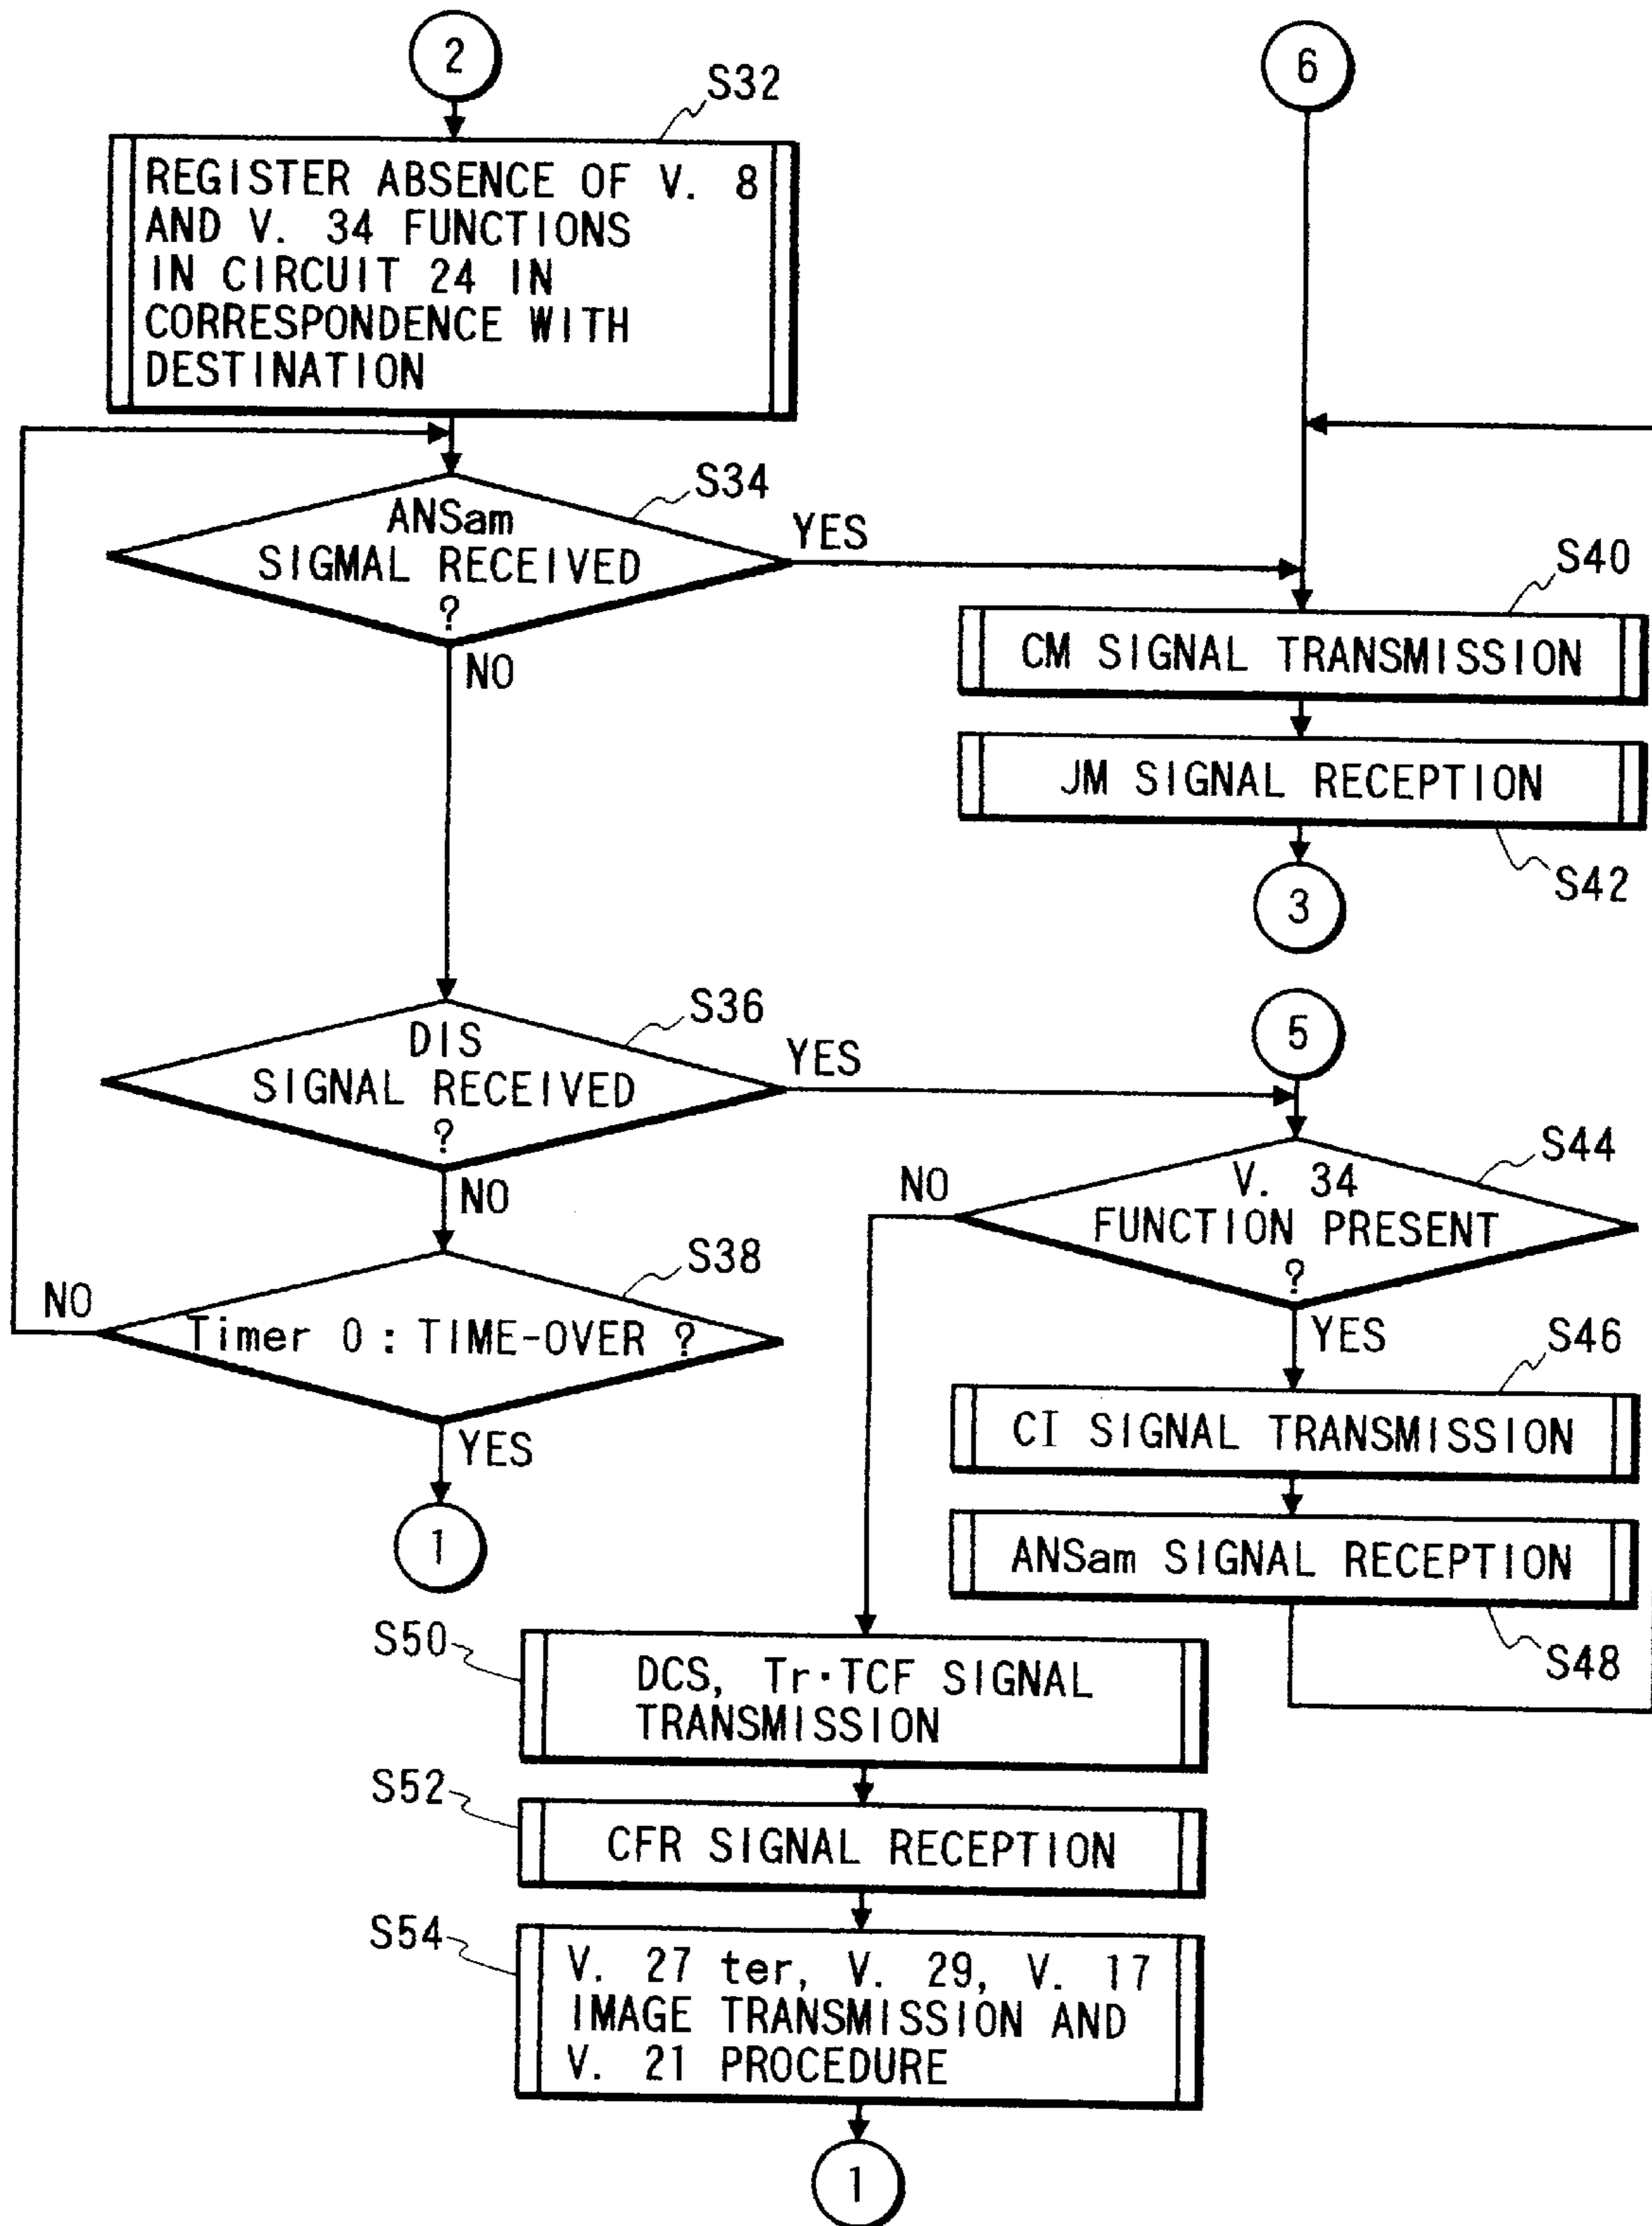 2
S32
REGISTER ABSENCE OF V. 8
AND V. 34 FUNCTIONS
IN CIRCUIT 24 IN
CORRESPONDENCE WITH
DESTINATION
S34
ANSam
SIGMAL RECEIVED
?
YES
NO
S36
DIS
SIGNAL RECEIVED
?
YES
NO
S38
Timer 0 : TIME-OVER ?
NO
YES
1
6
S40
CM SIGNAL TRANSMISSION
JM SIGNAL RECEPTION
S42
3
5
S44
V. 34
FUNCTION PRESENT
?
NO
YES
S46
CI SIGNAL TRANSMISSION
ANSam SIGNAL RECEPTION
S48
S50
DCS, Tr·TCF SIGNAL
TRANSMISSION
S52
CFR SIGNAL RECEPTION
S54
V. 27 ter, V. 29, V. 17
IMAGE TRANSMISSION AND
V. 21 PROCEDURE
1